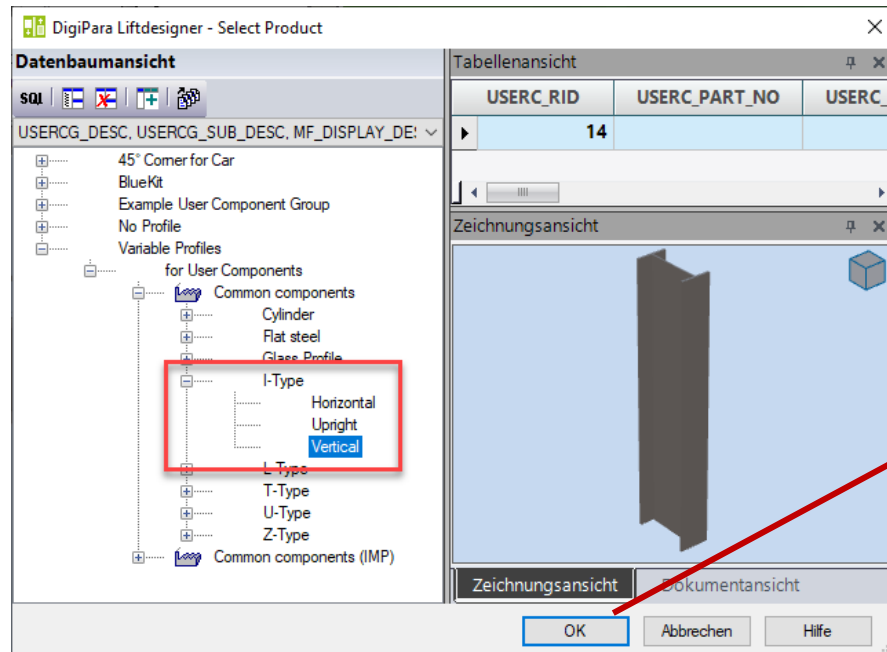 DigiPara Liftdesigner - Select Product
Datenbaumansicht
SQL
USERCG_DESC, USERCG_SUB_DESC, MF_DISPLAY_DE
45° Corner for Car
BlueKit
Example User Component Group
No Profile
Variable Profiles
for User Components
Common components
Cylinder
Flat steel
Glass Profile
I-Type
Horizontal
Upright
Vertical
L-Type
T-Type
U-Type
Z-Type
Common components (IMP)
Tabellenansicht
USERC_RID USERC_PART_NO USERC_
14
Zeichnungsansicht
Zeichnungsansicht Dokumentansicht
OK Abbrechen Hilfe